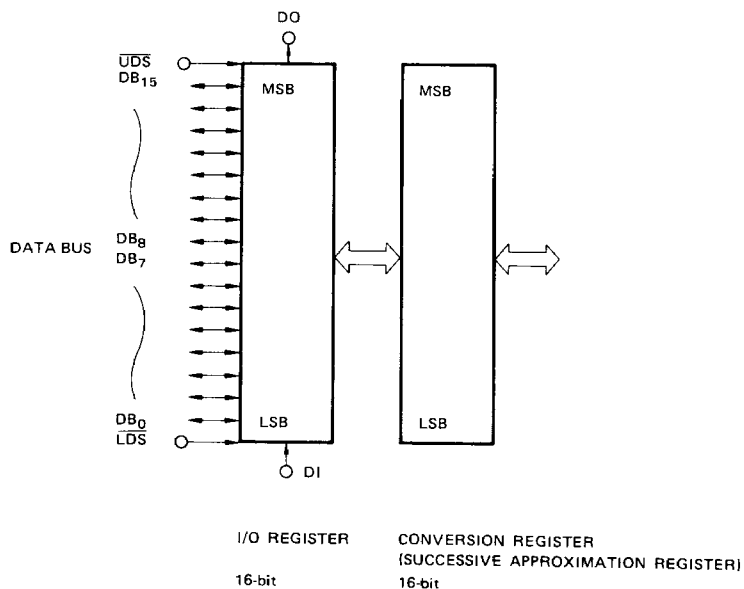 DO
UDS
DB15
MSB
MSB
DATA BUS
DB8
DB7
DB0
LDS
LSB
LSB
DI
I/O REGISTER
CONVERSION REGISTER
(SUCCESSIVE APPROXIMATION REGISTER)
16-bit
16-bit